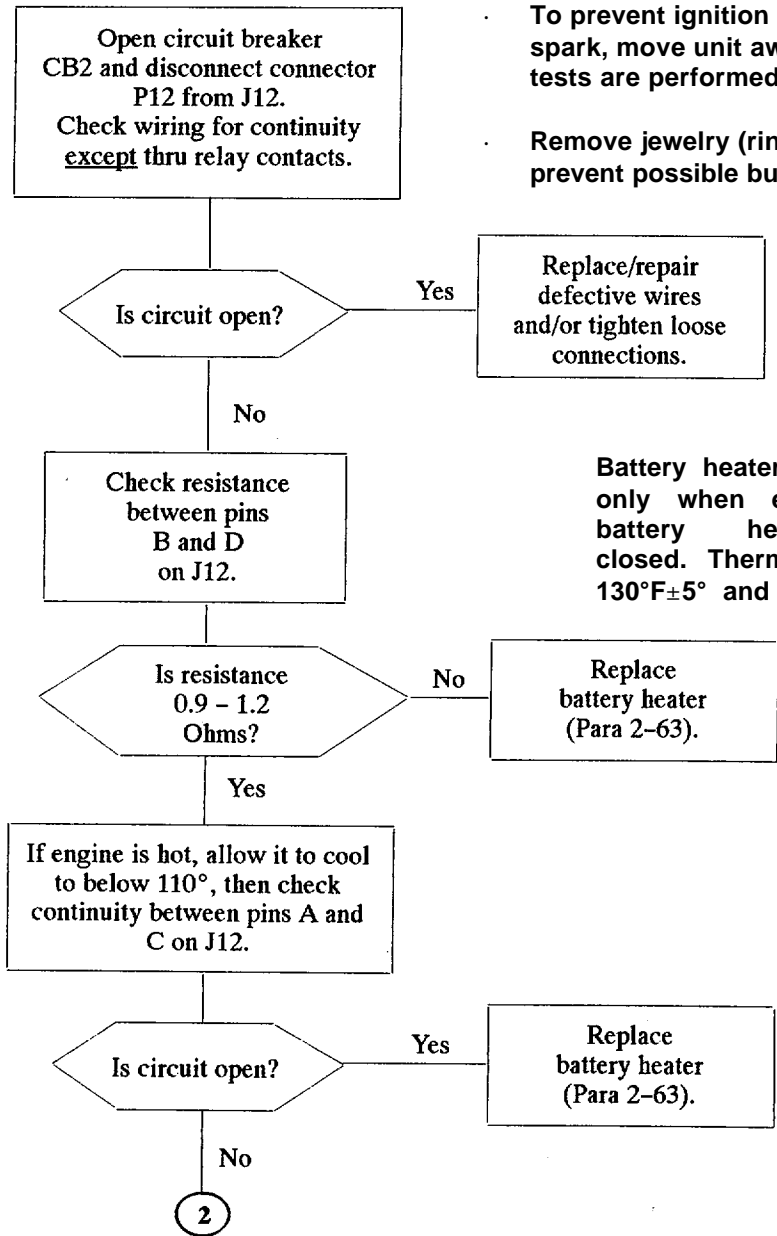 Open circuit breaker
CB2 and disconnect connector
P12 from J12.
Check wiring for continuity
except thru relay contacts.
· To prevent ignition
spark, move unit aw
tests are performed
· Remove jewelry (rin
prevent possible bu
Is circuit open?
Yes
Replace/repair
defective wires
and/or tighten loose
connections.
No
Check resistance
between pins
B and D
on J12.
Battery heater
only when e
battery he
closed. Therm
130°F±5° and
Is resistance
0.9 – 1.2
Ohms?
No
Replace
battery heater
(Para 2–63).
Yes
If engine is hot, allow it to cool
to below 110°, then check
continuity between pins A and
C on J12.
Is circuit open?
Yes
Replace
battery heater
(Para 2–63).
No
2